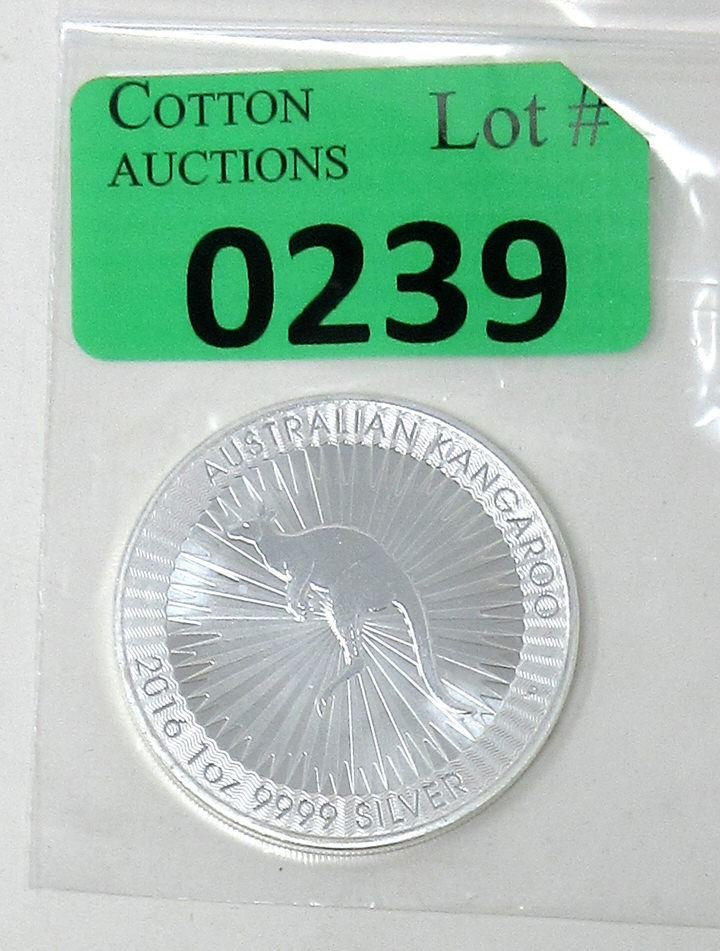 COTTON
AUCTIONS
Lot #
0239
AUSTRALIAN KANGAROO
2016 1oz 9999 SILVER